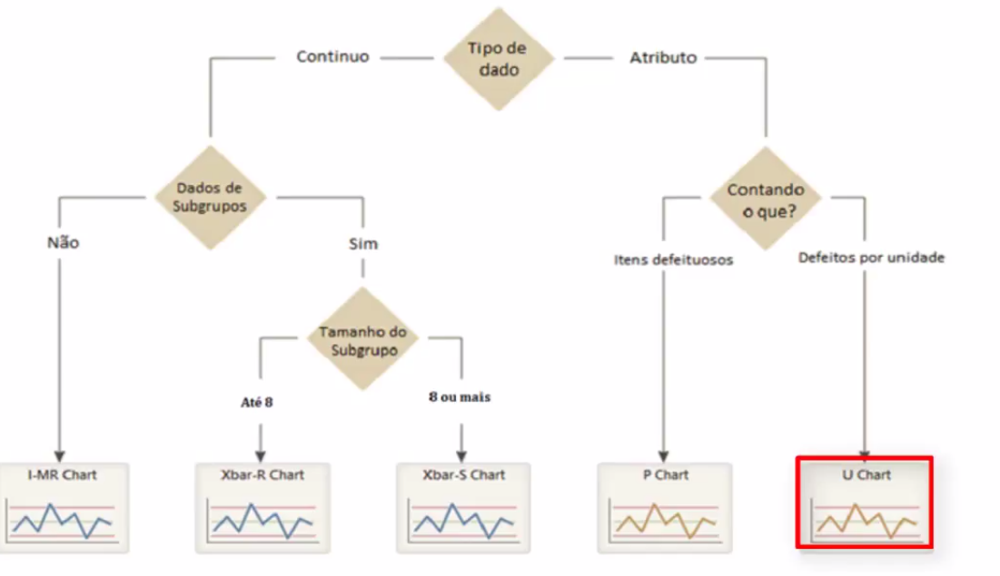 Tipo de
dado
Continuo
Atributo
Dados de
Subgrupos
Contando
o que?
Não
Sim
Itens defeituosos
Defeitos por unidade
Tamanho do
Subgrupo
Até 8
8 ou mais
I-MR Chart
Xbar-R Chart
Xbar-S Chart
P Chart
U Chart